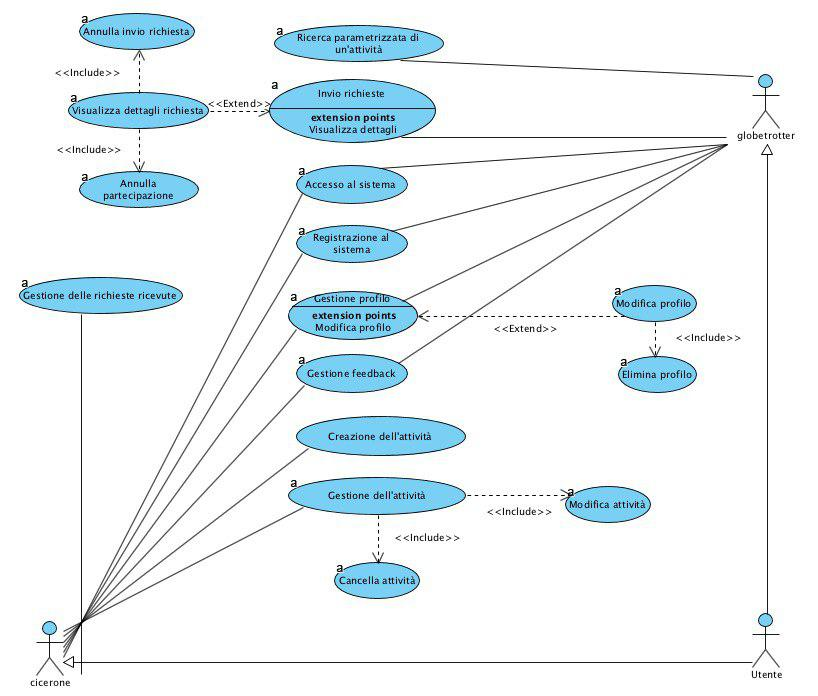 a
Annulla invio richiesta
<<Include>>
a
Visualizza dettagli richiesta
<<Extend>>
<<Include>>
a
Annulla
partecipazione
a
Ricerca parametrizzata di
un'attività
a
Invio richieste
extension points
Visualizza dettagli
globetrotter
a
Accesso al sistema
a
Registrazione al
sistema
a
Gestione delle richieste ricevute
a
Gestione profilo
extension points
Modifica profilo
<<Extend>>
a
Modifica profilo
<<Include>>
a
Elimina profilo
a
Gestione feedback
Creazione dell'attività
a
Gestione dell'attività
<<Include>>
a
Modifica attività
<<Include>>
a
Cancella attività
cicerone
Utente